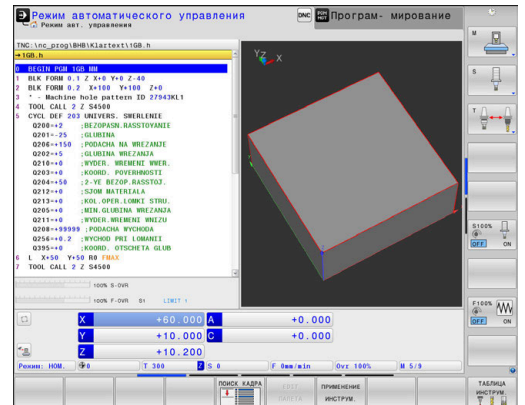 Режим автоматического управления
Режим авт. управления
DNC
Програм- мирование
TNC:\nc_prog\BHB\Klartext\1GB.h
→1GB.h
0 BEGIN PGM 1GB MM
1 BLK FORM 0.1 Z X+0 Y+0 Z-40
2 BLK FORM 0.2 X+100 Y+100 Z+0
3 * - Machine hole pattern ID 27943KL1
4 TOOL CALL 2 Z S4500
5 CYCL DEF 203 UNIVERS. SWERLENIE
Q200=+2 ;BEZOPASN.RASSTOYANIE
Q201=-25 ;GLUBINA
Q206=+150 ;PODACHA NA WREZANJE
Q202=+5 ;GLUBINA WREZANJA
Q210=+0 ;WYDER. WREMENI WWER.
Q203=+0 ;KOORD. POVERHNOSTI
Q204=+50 ;2-YE BEZOP.RASSTOJ.
Q212=+0 ;SJOM MATERIALA
Q213=+0 ;KOL.OPER.LOMKI STRU.
Q205=+0 ;MIN.GLUBINA WREZANJA
Q211=+0 ;WYDER.WREMENI WNIZU
Q208=+99999 ;PODACHA WYCHODA
Q256=+0.2 ;WYCHOD PRI LOMANII
Q395=+0 ;KOORD. OTSCHETA GLUB
6 L X+50 Y+50 R0 FMAX
7 TOOL CALL 2 Z S4500
Y Z X
100% S-OVR
100% F-OVR S1 LIMIT 1
X +60.000 A +0.000
Y +10.000 C +0.000
Z +10.200
Режим: НОМ. 0 T 300 Z S 0 F 0mm/min Ovr 100% M 5/9
M
S
T
S100%
OFF ON
F100%
OFF ON
ПОИСК КАДРА
ПРИМЕНЕНИЕ
ИНСТРУМ.
ТАБЛИЦА
ИНСТРУМ.